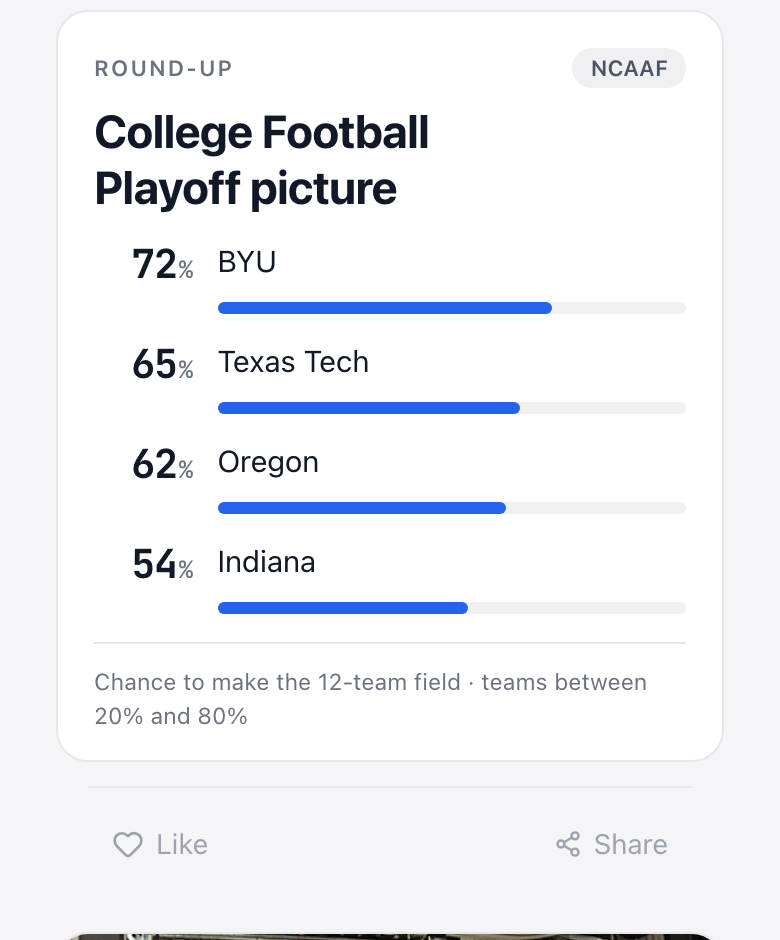 ROUND-UP
NCAAF
College Football
Playoff picture
72% BYU
65% Texas Tech
62% Oregon
54% Indiana
Chance to make the 12-team field · teams between
20% and 80%
Like
Share